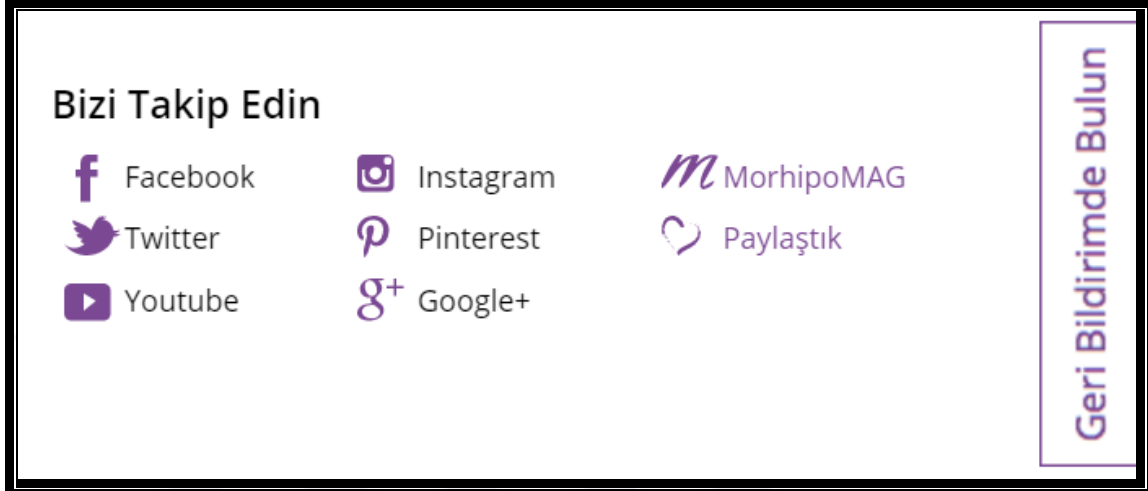 Bizi Takip Edin
Facebook
Instagram
MorhipoMAG
Twitter
Pinterest
Paylaştık
Youtube
Google+
Geri Bildirimde Bulun